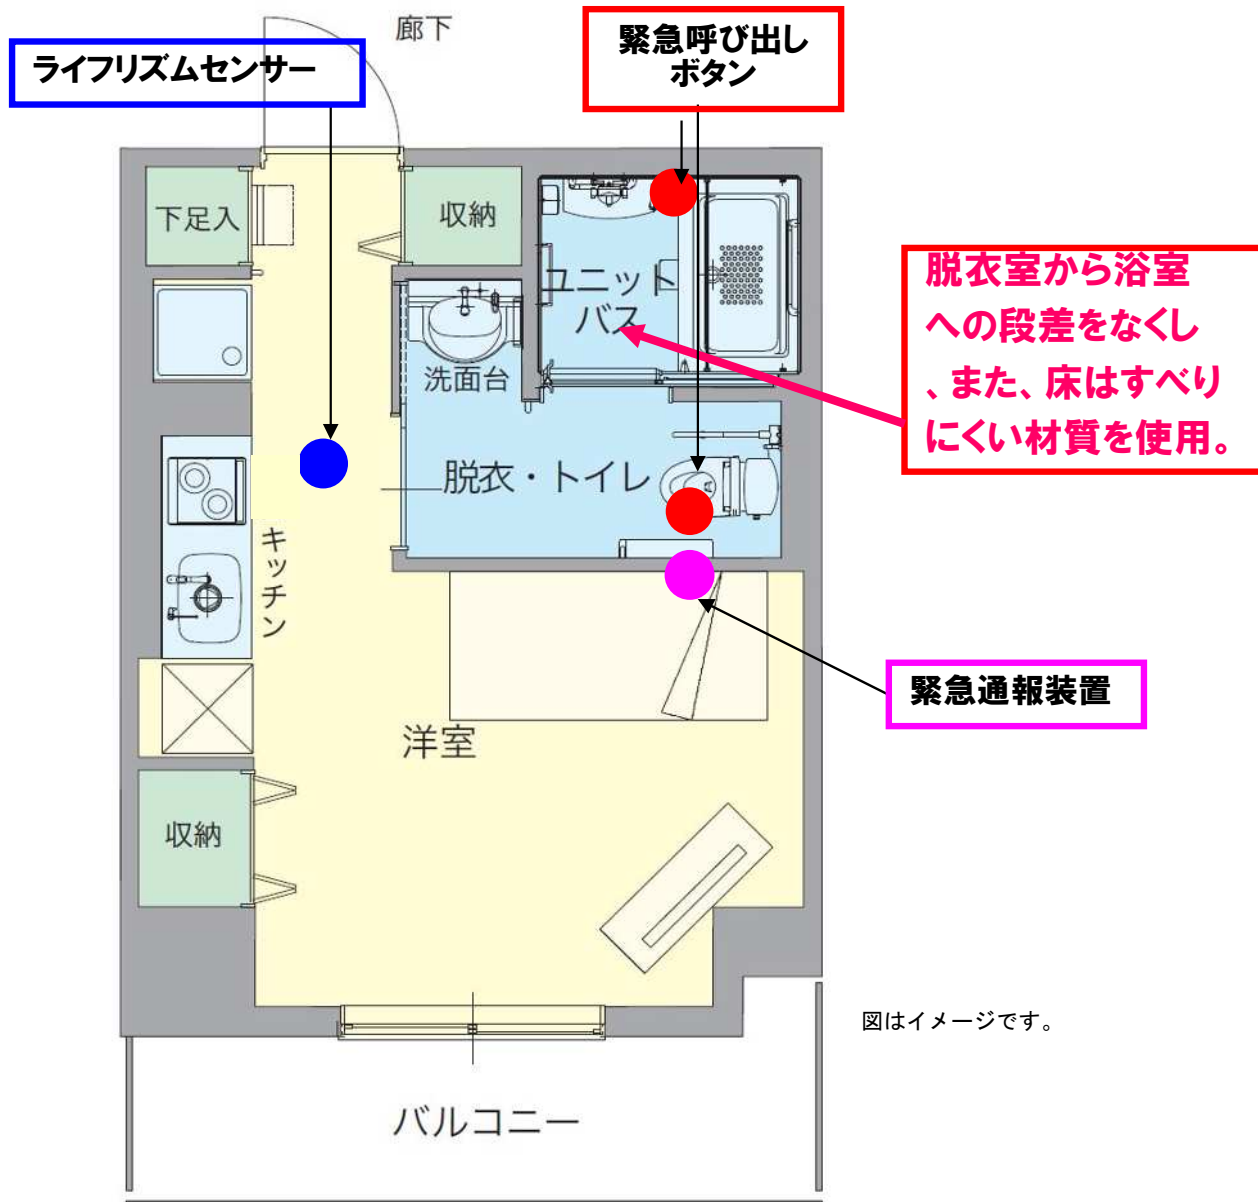 廊下
ライフリズムセンサー
緊急呼び出し
ボタン
下足入
収納
ユニット
バス
脱衣室から浴室
への段差をなくし
、また、床はすべり
にくい材質を使用。
洗面台
脱衣・トイレ
キッチン
緊急通報装置
洋室
収納
図はイメージです。
バルコニー